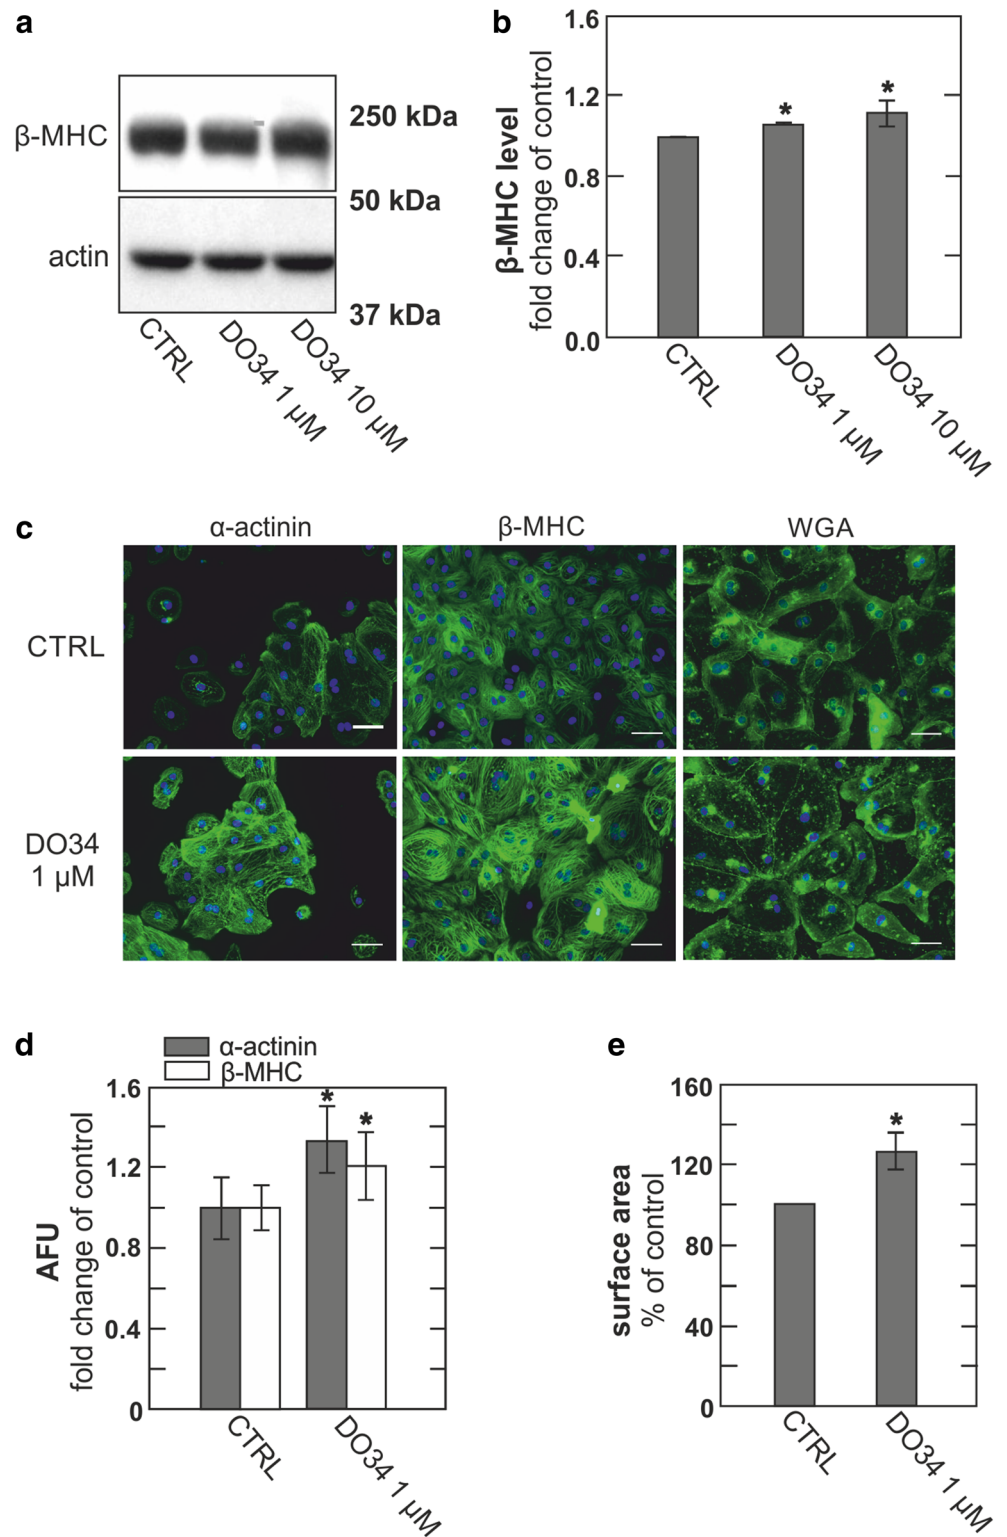 a
β-MHC
actin
250 kDa
50 kDa
37 kDa
CTRL
DO34 1 µM
DO34 10 µM
b
β-MHC level
fold change of control
1.6
1.2
0.8
0.4
0.0
*
*
CTRL
DO34 1 µM
DO34 10 µM
c
α-actinin
β-MHC
WGA
CTRL
DO34
1 µM
d
α-actinin
β-MHC
AFU
fold change of control
1.6
1.2
0.8
0.4
0
*
*
CTRL
DO34 1 µM
e
surface area
% of control
160
120
80
40
0
*
CTRL
DO34 1 µM